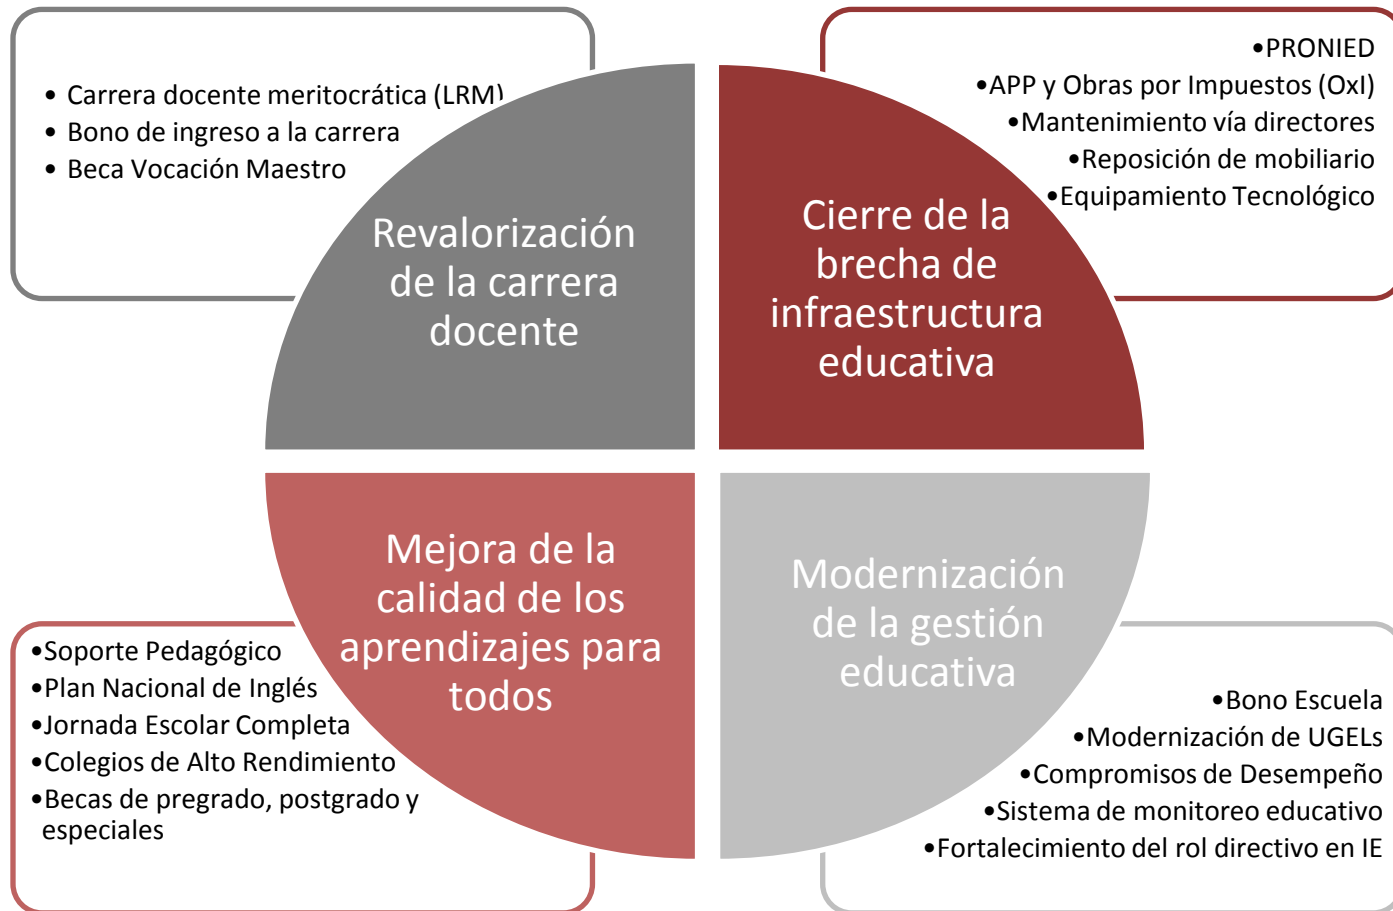 • Carrera docente meritocrática (LRM)
• Bono de ingreso a la carrera
• Beca Vocación Maestro
Revalorización
de la carrera
docente
•PRONIED
•APP y Obras por Impuestos (OxI)
•Mantenimiento vía directores
•Reposición de mobiliario
•Equipamiento Tecnológico
Cierre de la
brecha de
infraestructura
educativa
Mejora de la
calidad de los
aprendizajes para
todos
•Soporte Pedagógico
•Plan Nacional de Inglés
•Jornada Escolar Completa
•Colegios de Alto Rendimiento
•Becas de pregrado, postgrado y
especiales
Modernización
de la gestión
educativa
•Bono Escuela
•Modernización de UGELs
•Compromisos de Desempeño
•Sistema de monitoreo educativo
•Fortalecimiento del rol directivo en IE